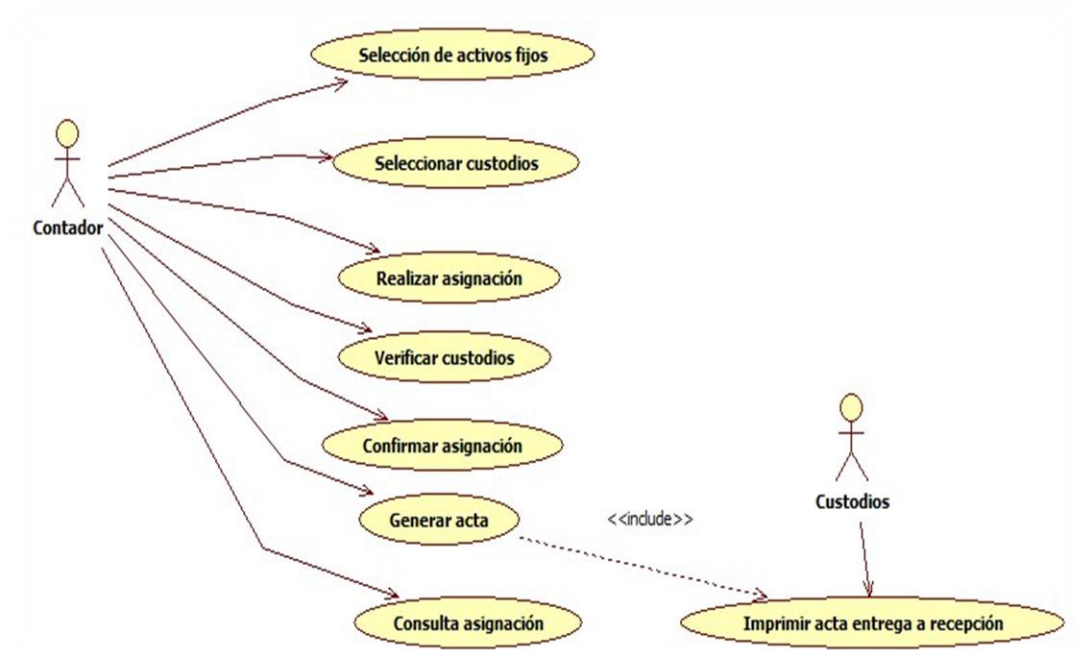 Selección de activos fijos
Seleccionar custodios
Contador
Realizar asignación
Verificar custodios
Confirmar asignación
Custodios
Generar acta
<<include>>
Consulta asignación
Imprimir acta entrega a recepción